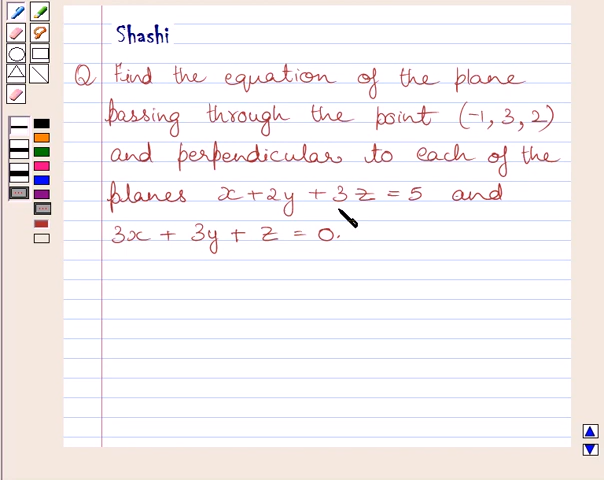 Shashi
Q Find the equation of the plane
passing through the point (-1, 3, 2)
and perpendicular to each of the
planes x + 2y + 3z = 5 and
3x + 3y + z = 0.